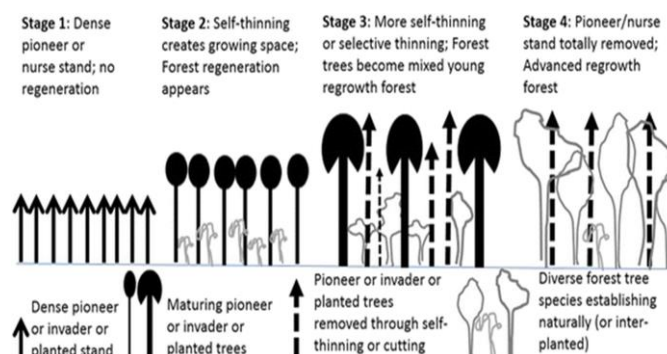 Stage 1: Dense
pioneer or
nurse stand; no
regeneration
Stage 2: Self-thinning
creates growing space;
Forest regeneration
appears
Stage 3: More self-thinning
or selective thinning; Forest
trees become mixed young
regrowth forest
Stage 4: Pioneer/nurse
stand totally removed;
Advanced regrowth
forest
Dense pioneer
or invader or
planted stand
Maturing pioneer
or invader or
planted trees
Pioneer or invader or
planted trees
removed through self-
thinning or cutting
Diverse forest tree
species establishing
naturally (or inter-
planted)